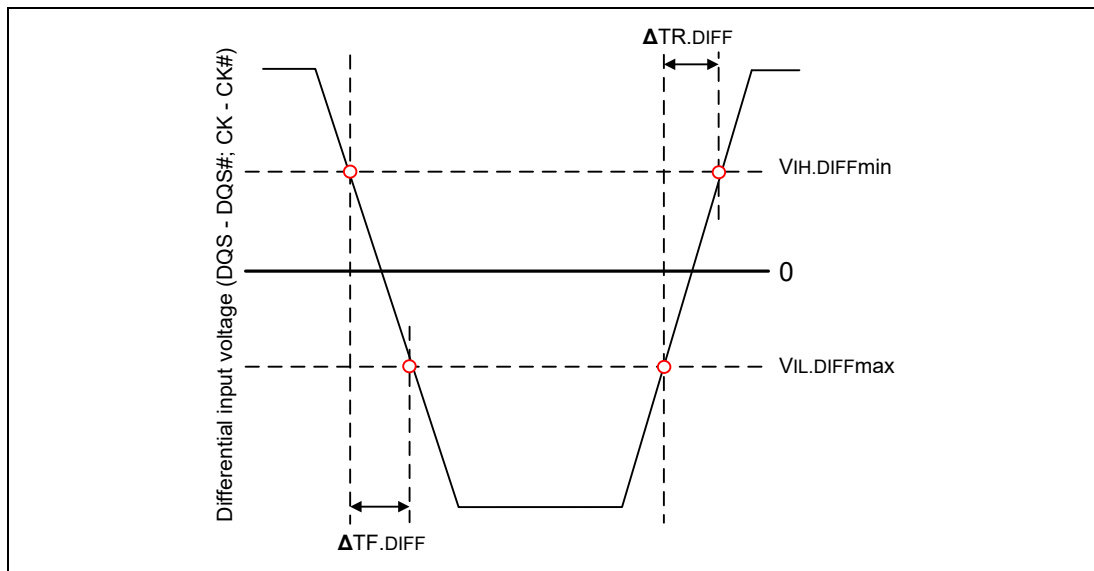 ΔTR.DIFF
Differential input voltage (DQS - DQS#; CK - CK#)
VIH.DIFFmin
0
VIL.DIFFmax
ΔTF.DIFF